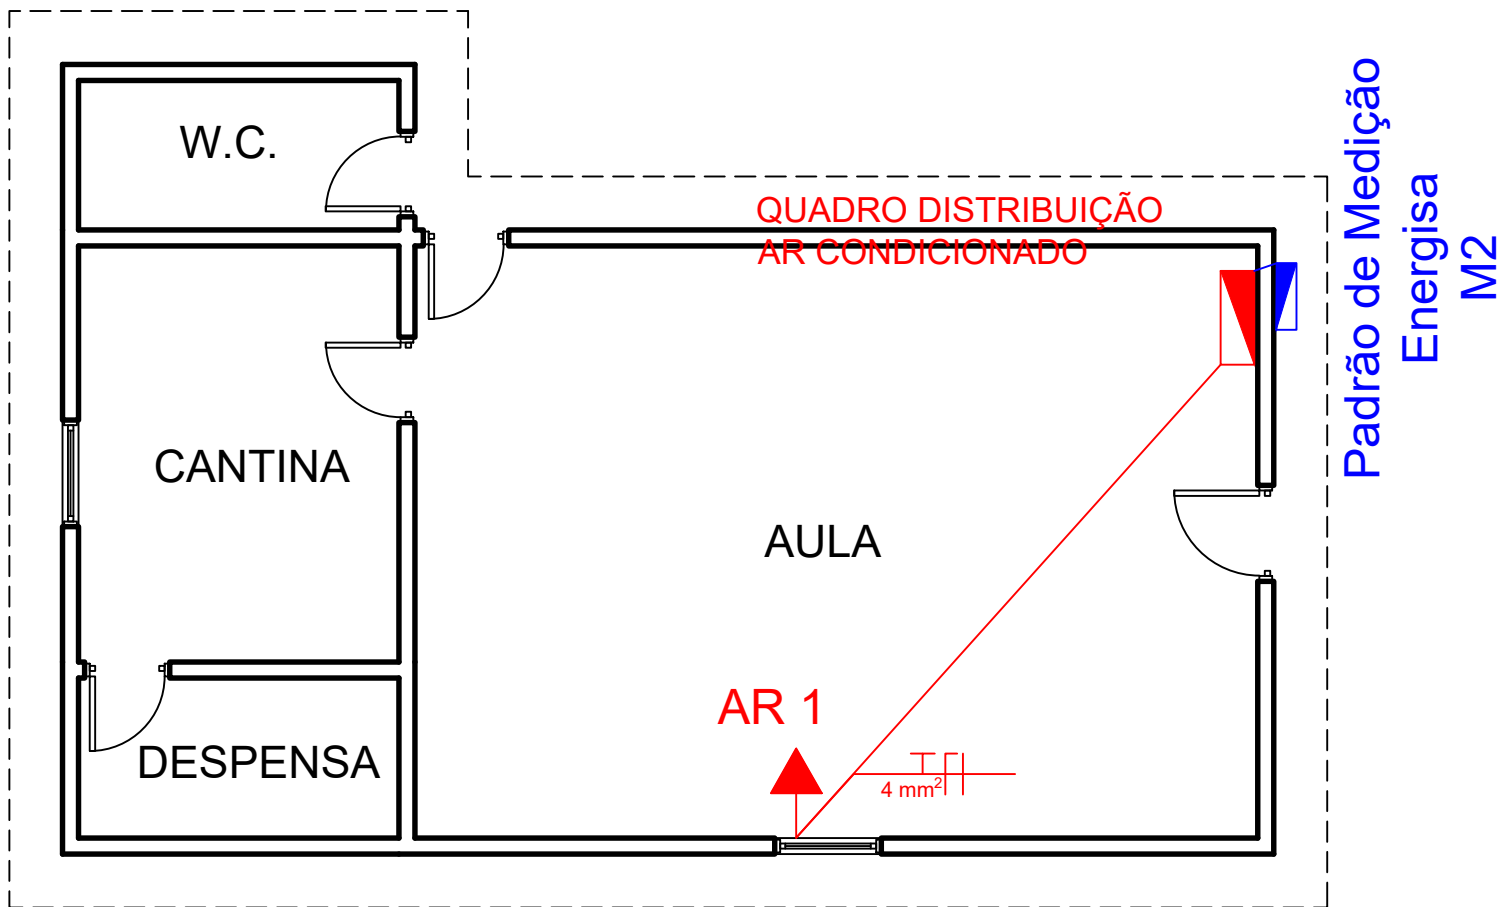 W.C.
QUADRO DISTRIBUIÇÃO
AR CONDICIONADO
Padrão de Medição
Energisa
M2
CANTINA
AULA
AR 1
DESPENSA
4 mm²